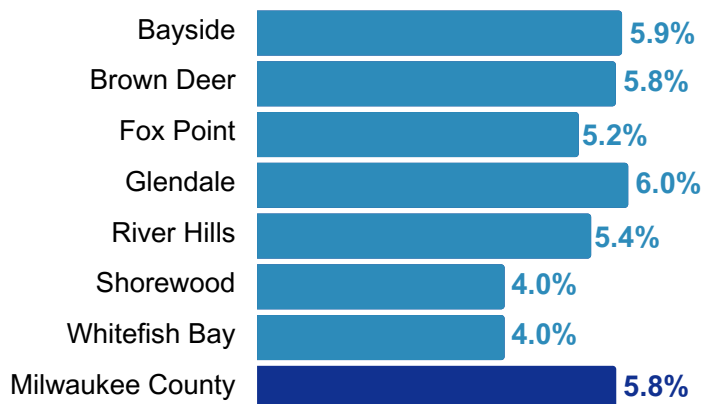 Bayside 5.9%
Brown Deer 5.8%
Fox Point 5.2%
Glendale 6.0%
River Hills 5.4%
Shorewood 4.0%
Whitefish Bay 4.0%
Milwaukee County 5.8%